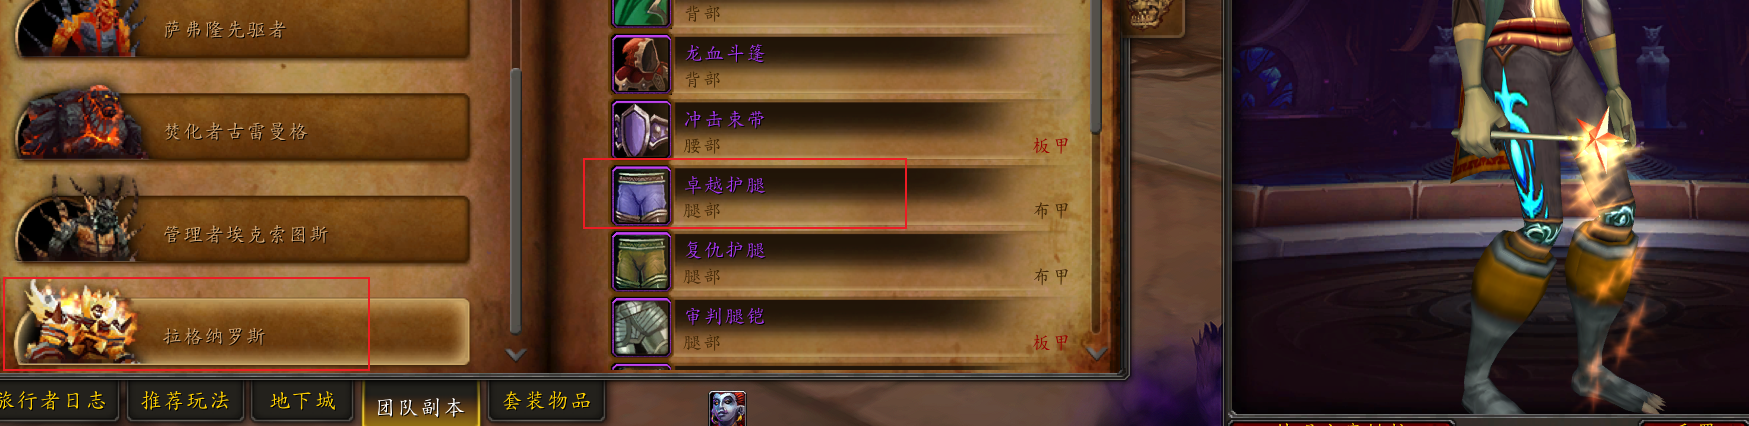 萨弗隆先驱者
焚化者古雷曼格
管理者埃克索图斯
拉格纳罗斯
背部
龙血斗篷
背部
冲击束带
腰部 板甲
卓越护腿
腿部 布甲
复仇护腿
腿部 布甲
审判腿铠
腿部 板甲
旅行者日志 推荐玩法 地下城 团队副本 套装物品